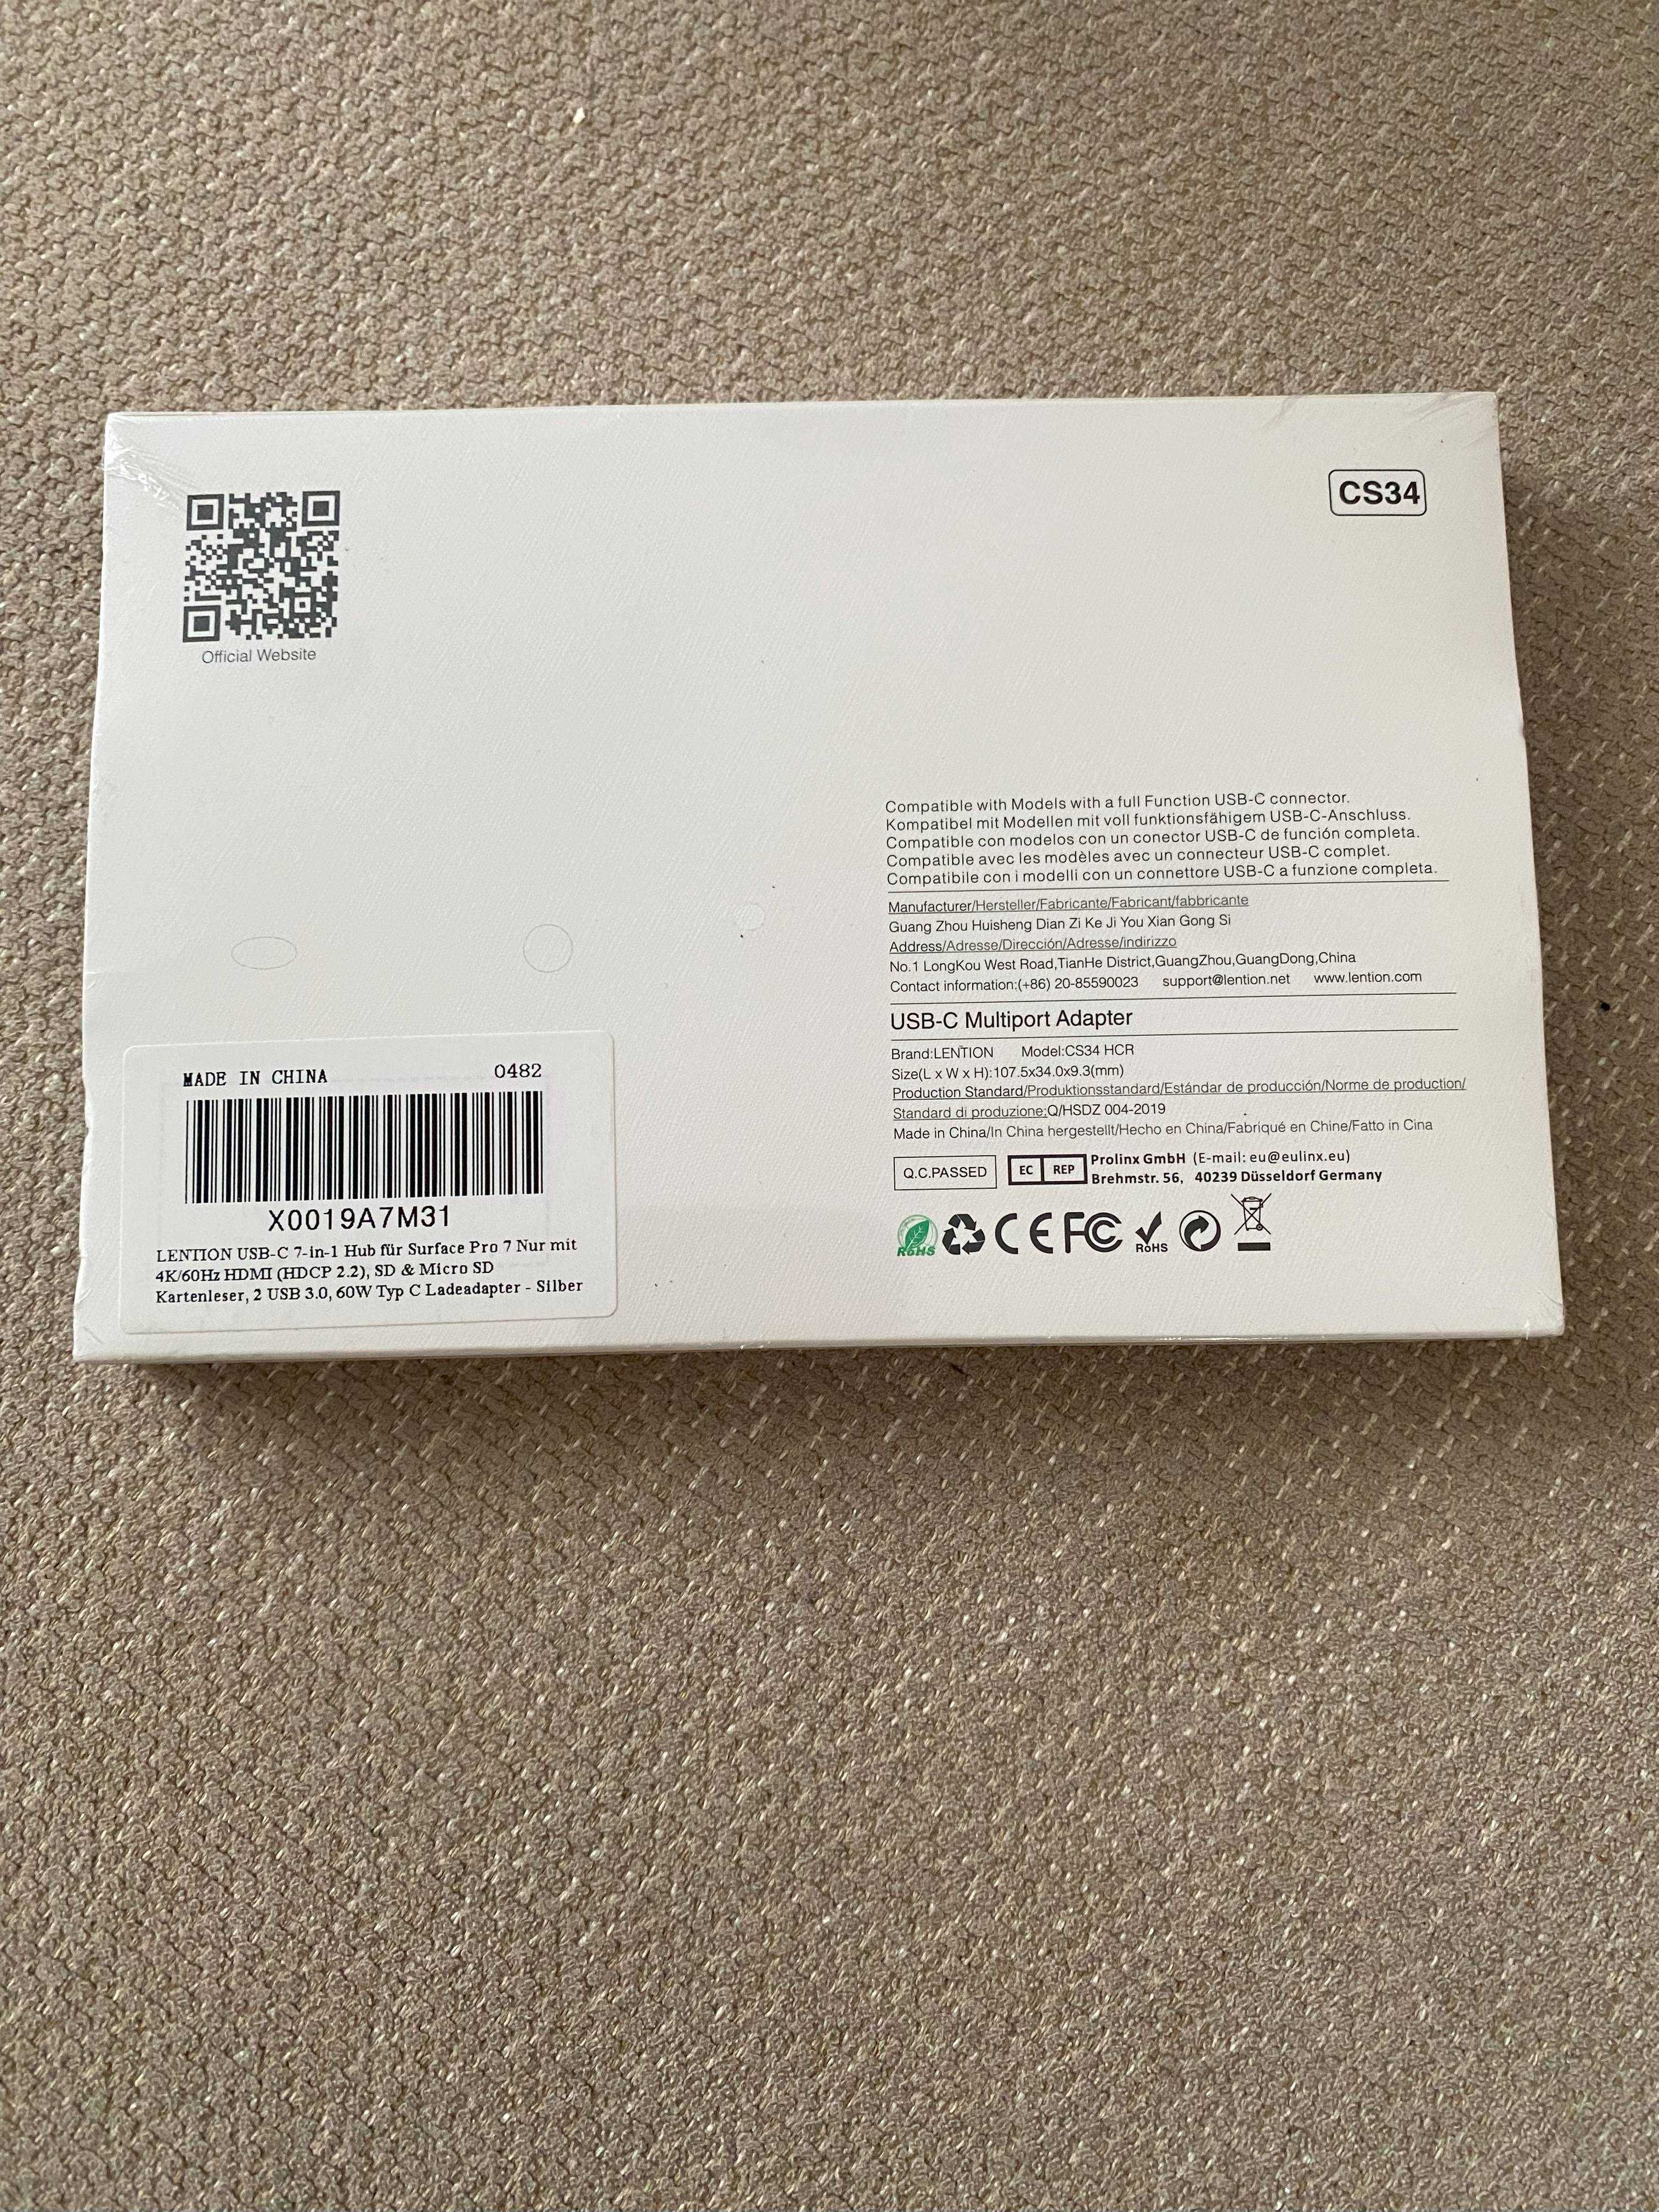 CS34
Official Website
Compatible with Models with a full Function USB-C connector.
Kompatibel mit Modellen mit voll funktionsfähigem USB-C-Anschluss.
Compatible con modelos con un conector USB-C de función completa.
Compatible avec les modèles avec un connecteur USB-C complet.
Compatibile con i modelli con un connettore USB-C a funzione completa.
Manufacturer/Hersteller/Fabricante/Fabricant/fabbricante
Guang Zhou Huisheng Dian Zi Ke Ji You Xian Gong Si
Address/Adresse/Dirección/Adresse/indirizzo
No.1 LongKou West Road,TianHe District,GuangZhou,GuangDong,China
Contact information:(+86) 20-85590023 support@lention.net www.lention.com
USB-C Multiport Adapter
Brand:LENTION Model:CS34 HCR
Size(L x W x H):107.5x34.0x9.3(mm)
Production Standard/Produktionsstandard/Estándar de producción/Norme de production/
Standard di produzione:Q/HSDZ 004-2019
Made in China/In China hergestellt/Hecho en China/Fabriqué en Chine/Fatto in Cina
Q.C.PASSED
EC REP
Prolinx GmbH (E-mail: eu@eulinx.eu)
Brehmstr. 56, 40239 Düsseldorf Germany
RoHS CE FC RoHS
MADE IN CHINA 0482
X0019A7M31
LENTION USB-C 7-in-1 Hub für Surface Pro 7 Nur mit
4K/60Hz HDMI (HDCP 2.2), SD & Micro SD
Kartenleser, 2 USB 3.0, 60W Typ C Ladeadapter - Silber